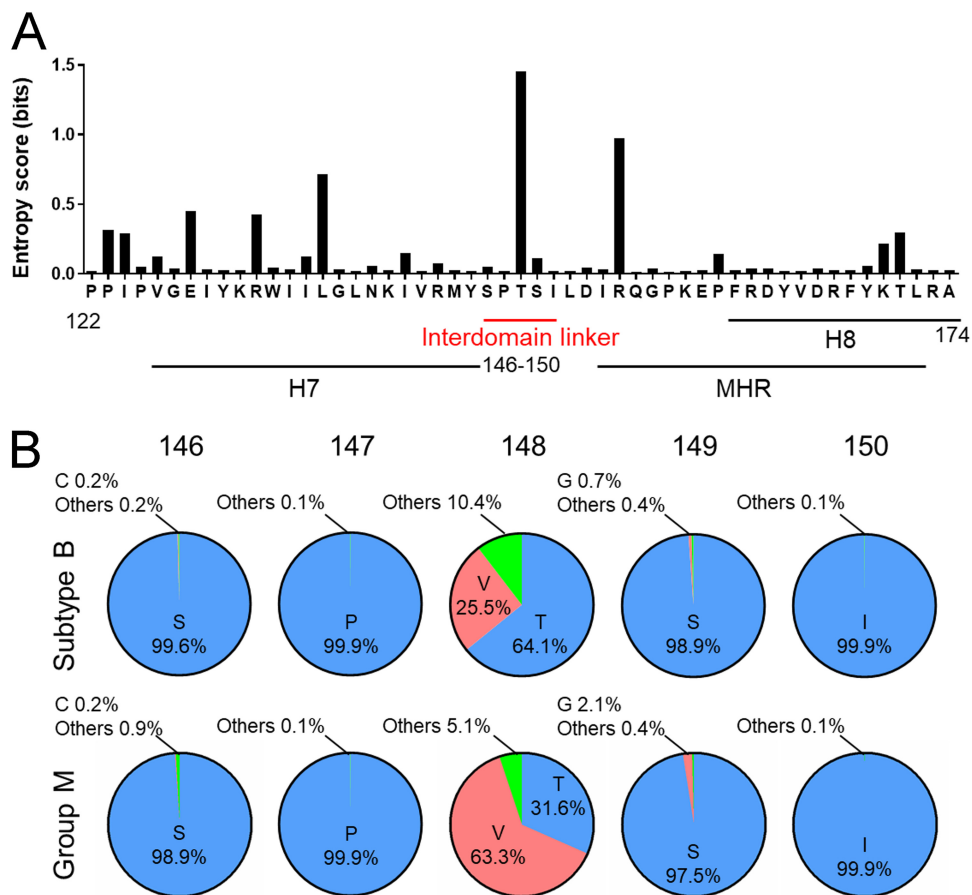 A
Entropy score (bits)
1.5
1.0
0.5
0.0
P P I P V G E I Y K R W I I L G L N K I V R M Y S P T S I L D I R Q G P K E P F R D Y V D R F Y K T L R A
122
174
Interdomain linker
146-150
H8
H7
MHR
B
146 147 148 149 150
Subtype B
C 0.2%
Others 0.2%
S
99.6%
Others 0.1%
P
99.9%
Others 10.4%
V
25.5%
T
64.1%
G 0.7%
Others 0.4%
S
98.9%
Others 0.1%
I
99.9%
Group M
C 0.2%
Others 0.9%
S
98.9%
Others 0.1%
P
99.9%
Others 5.1%
T
31.6%
V
63.3%
G 2.1%
Others 0.4%
S
97.5%
Others 0.1%
I
99.9%